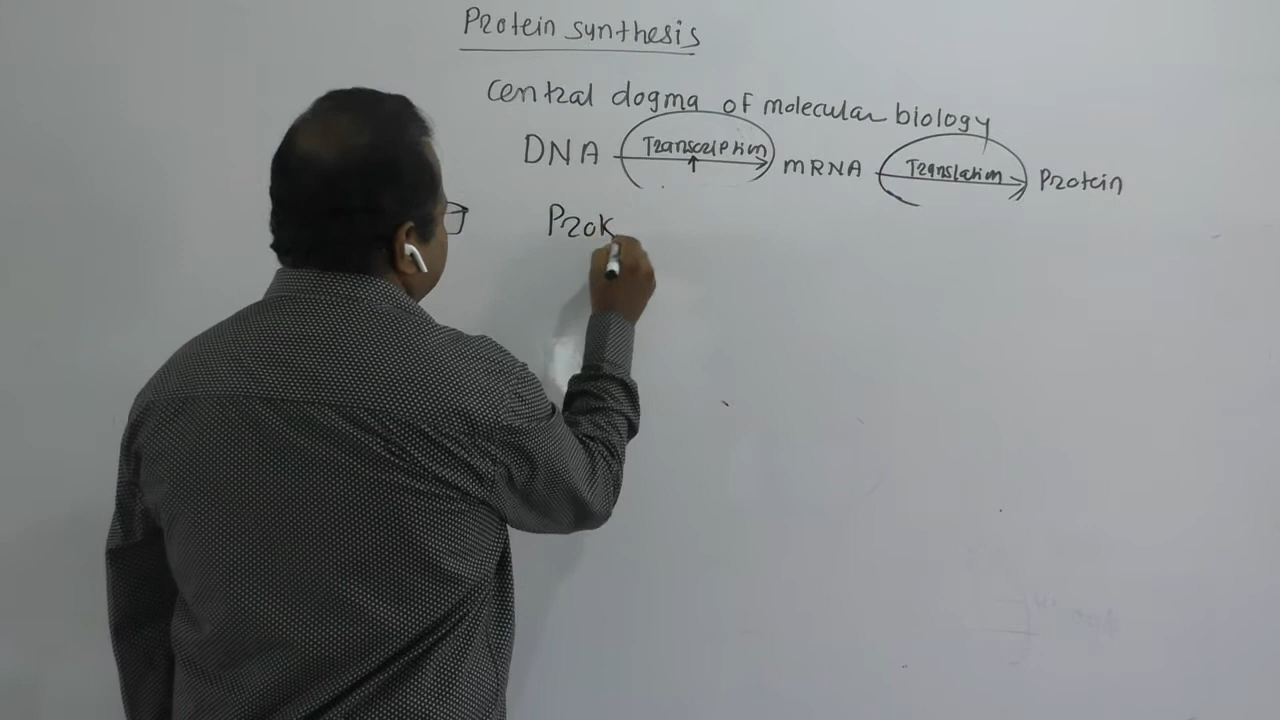 Protein synthesis
central dogma of molecular biology
DNA Transcription mRNA Translation Protein
Prok